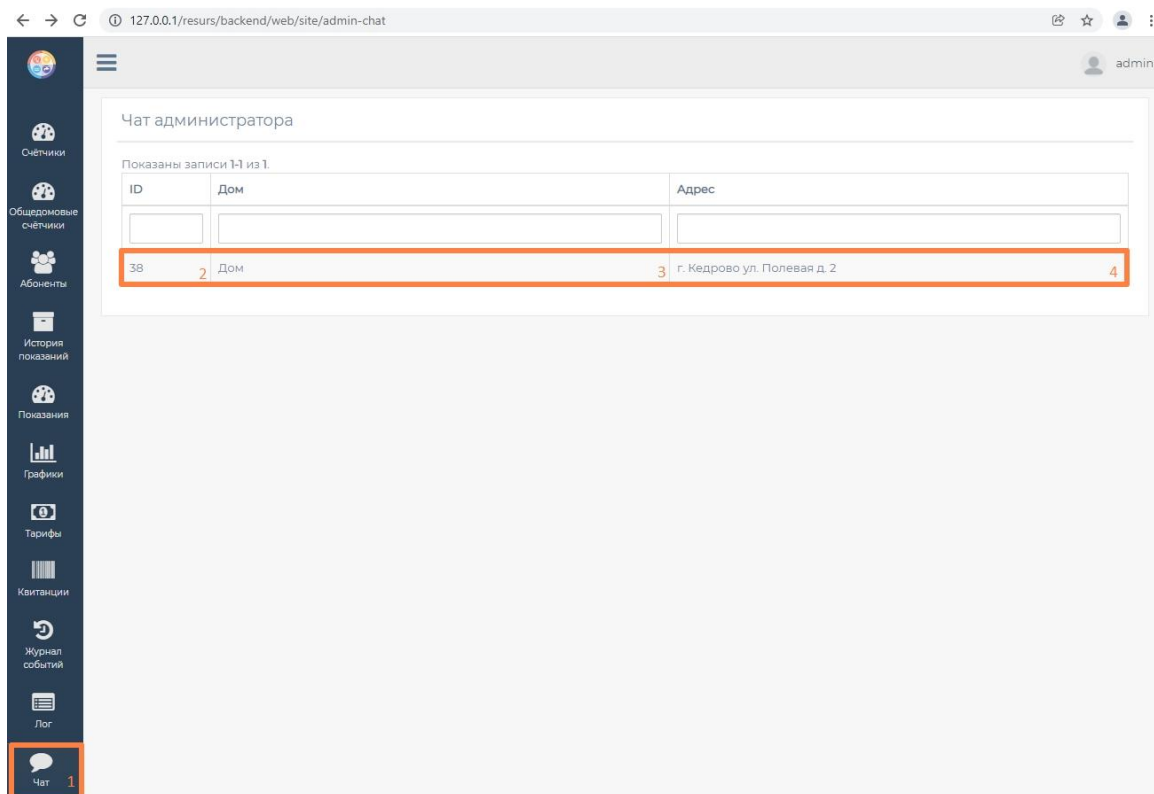 127.0.0.1/resurs/backend/web/site/admin-chat
admin
Счётчики
Общедомовые
счётчики
Абоненты
История
показаний
Показания
Графики
Тарифы
Квитанции
Журнал
событий
Лог
Чат 1
Чат администратора
Показаны записи 1-1 из 1.
ID Дом Адрес
38 2 Дом 3 г. Кедрово ул. Полевая д. 2 4